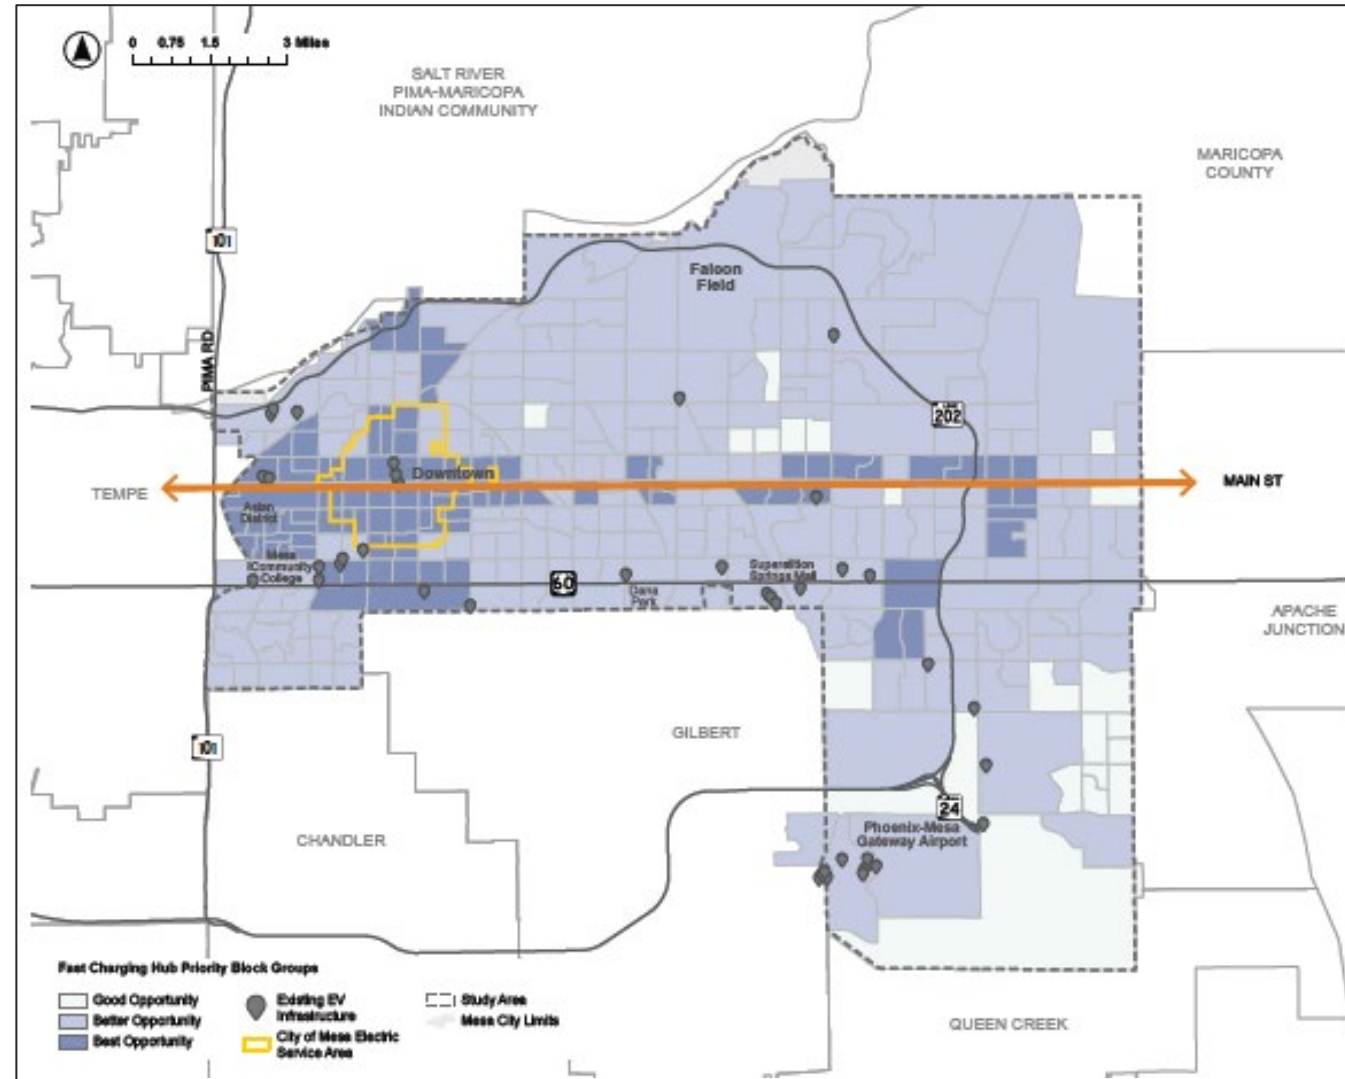 0 0.75 1.5 3 Miles
SALT RIVER
PIMA-MARICOPA
INDIAN COMMUNITY
MARICOPA
COUNTY
101
Falcon
Field
PIMA RD
202
Downtown
TEMPE
MAIN ST
Asian
District
Mesa
Community
College
60
Superstition
Springs Mall
Dana
Park
APACHE
JUNCTION
GILBERT
101
24
Phoenix-Mesa
Gateway Airport
CHANDLER
Fast Charging Hub Priority Block Groups
Good Opportunity
Better Opportunity
Best Opportunity
Existing EV
Infrastructure
City of Mesa Electric
Service Area
Study Area
Mesa City Limits
QUEEN CREEK